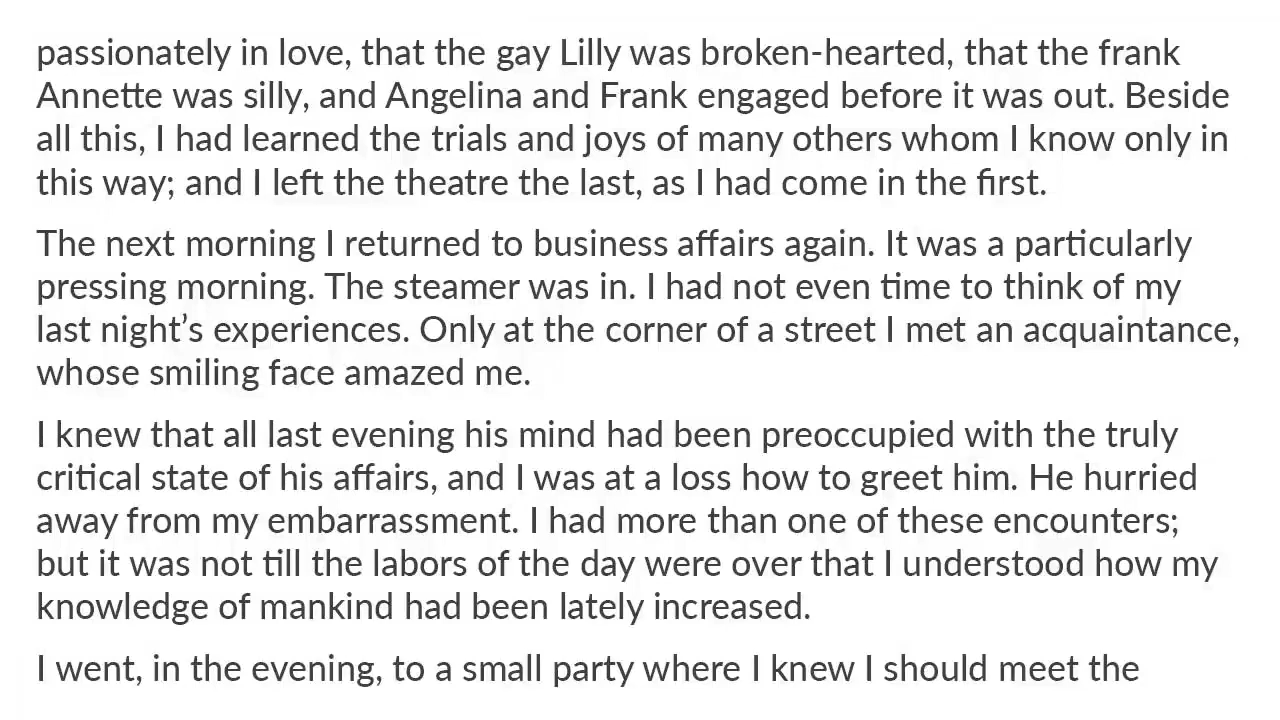 passionately in love, that the gay Lilly was broken-hearted, that the frank
Annette was silly, and Angelina and Frank engaged before it was out. Beside
all this, I had learned the trials and joys of many others whom I know only in
this way; and I left the theatre the last, as I had come in the first.
The next morning I returned to business affairs again. It was a particularly
pressing morning. The steamer was in. I had not even time to think of my
last night’s experiences. Only at the corner of a street I met an acquaintance,
whose smiling face amazed me.
I knew that all last evening his mind had been preoccupied with the truly
critical state of his affairs, and I was at a loss how to greet him. He hurried
away from my embarrassment. I had more than one of these encounters;
but it was not till the labors of the day were over that I understood how my
knowledge of mankind had been lately increased.
I went, in the evening, to a small party where I knew I should meet the